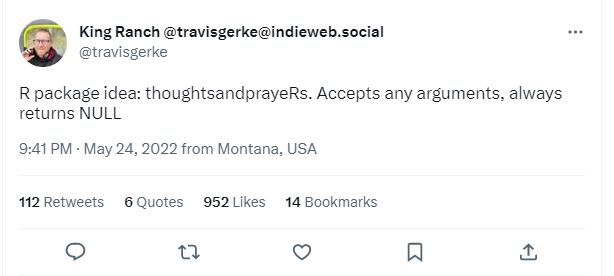 King Ranch @travisgerke@indieweb.social
@travisgerke
R package idea: thoughtsandprayeRs. Accepts any arguments, always
returns NULL
9:41 PM · May 24, 2022 from Montana, USA
112 Retweets 6 Quotes 952 Likes 14 Bookmarks